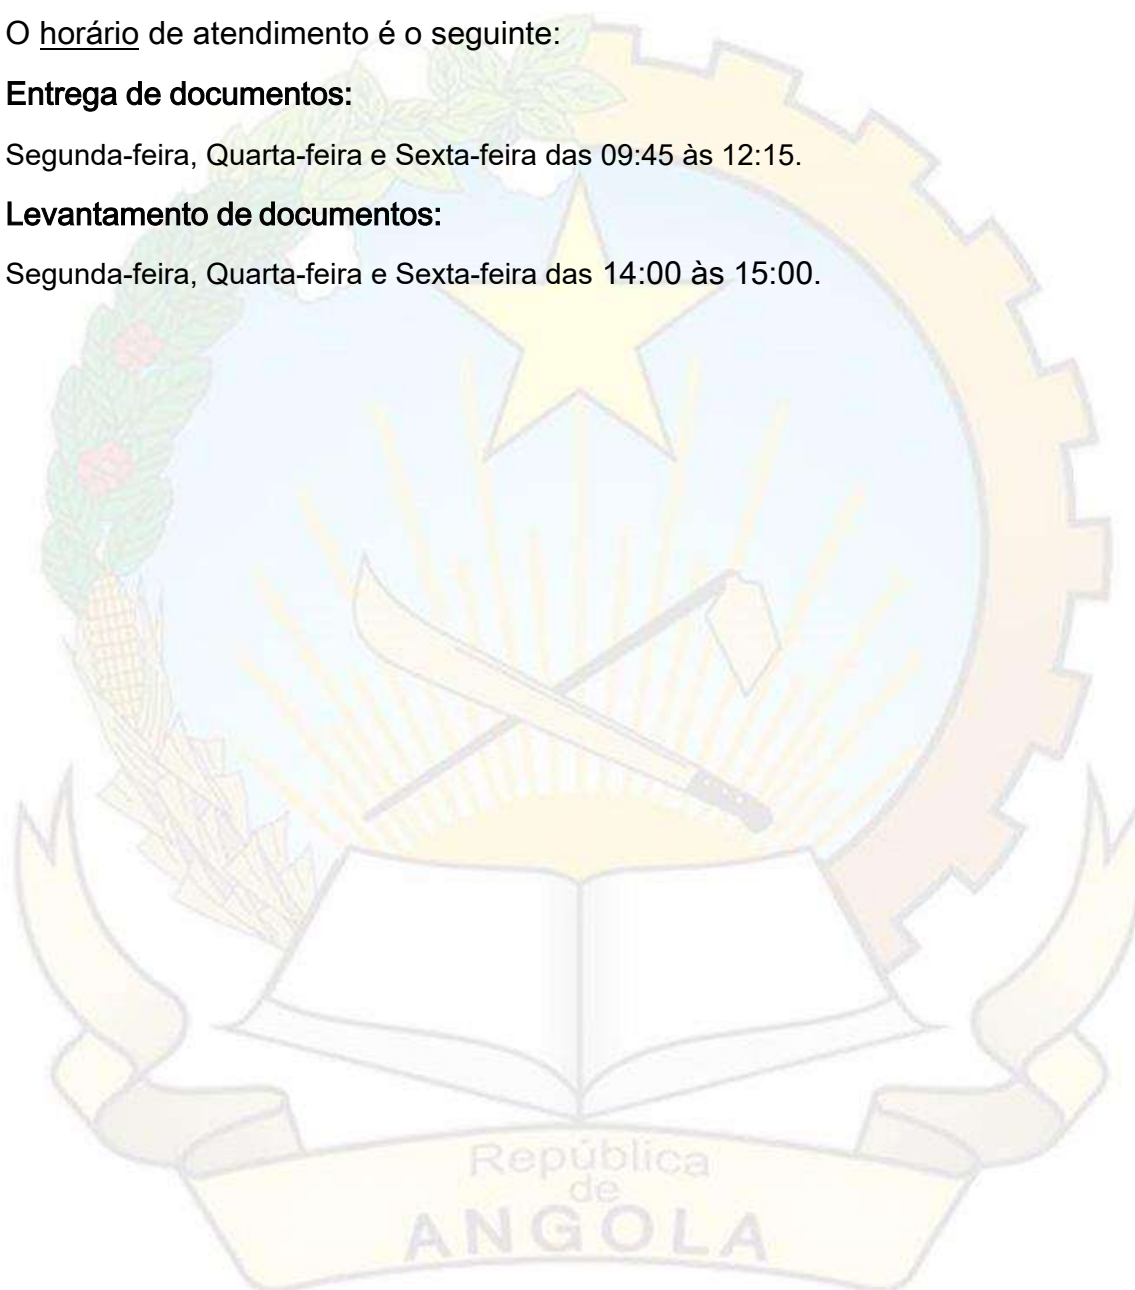 O horário de atendimento é o seguinte:
Entrega de documentos:
Segunda-feira, Quarta-feira e Sexta-feira das 09:45 às 12:15.
Levantamento de documentos:
Segunda-feira, Quarta-feira e Sexta-feira das 14:00 às 15:00.
República
de
ANGOLA